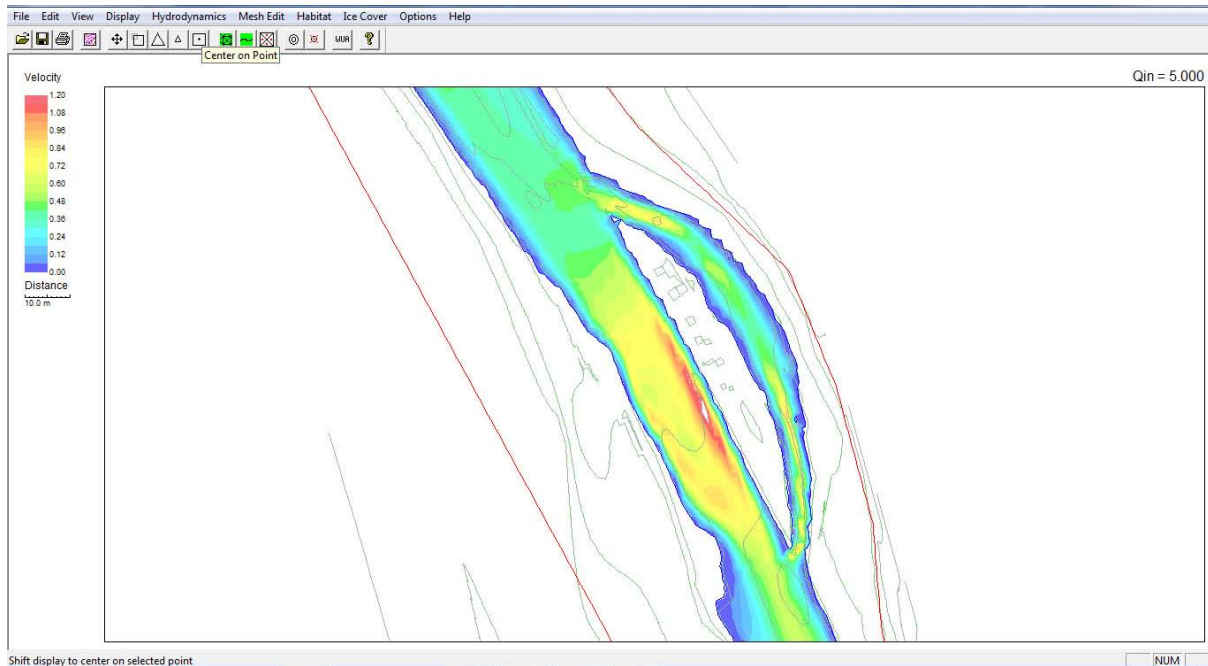 File Edit View Display Hydrodynamics Mesh Edit Habitat Ice Cover Options Help
WUA ?
Center on Point
Velocity
Qin = 5.000
1.20
1.08
0.96
0.84
0.72
0.60
0.48
0.36
0.24
0.12
0.00
Distance
10.0 m
Shift display to center on selected point
NUM